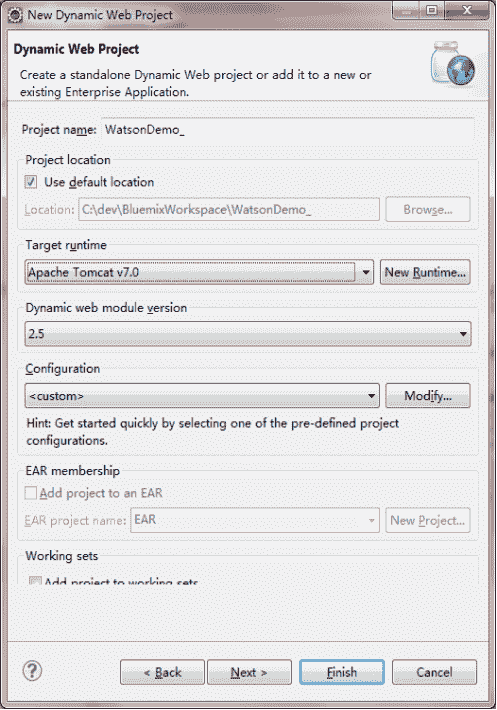 New Dynamic Web Project
Dynamic Web Project
Create a standalone Dynamic Web project or add it to a new or
existing Enterprise Application.
Project name: WatsonDemo_
Project location
Use default location
Location: C:\dev\BluemixWorkspace\WatsonDemo_ Browse...
Target runtime
Apache Tomcat v7.0 New Runtime...
Dynamic web module version
2.5
Configuration
<custom> Modify...
Hint: Get started quickly by selecting one of the pre-defined project
configurations.
EAR membership
Add project to an EAR
EAR project name: EAR New Project...
Working sets
Add project to working sets
? < Back Next > Finish Cancel